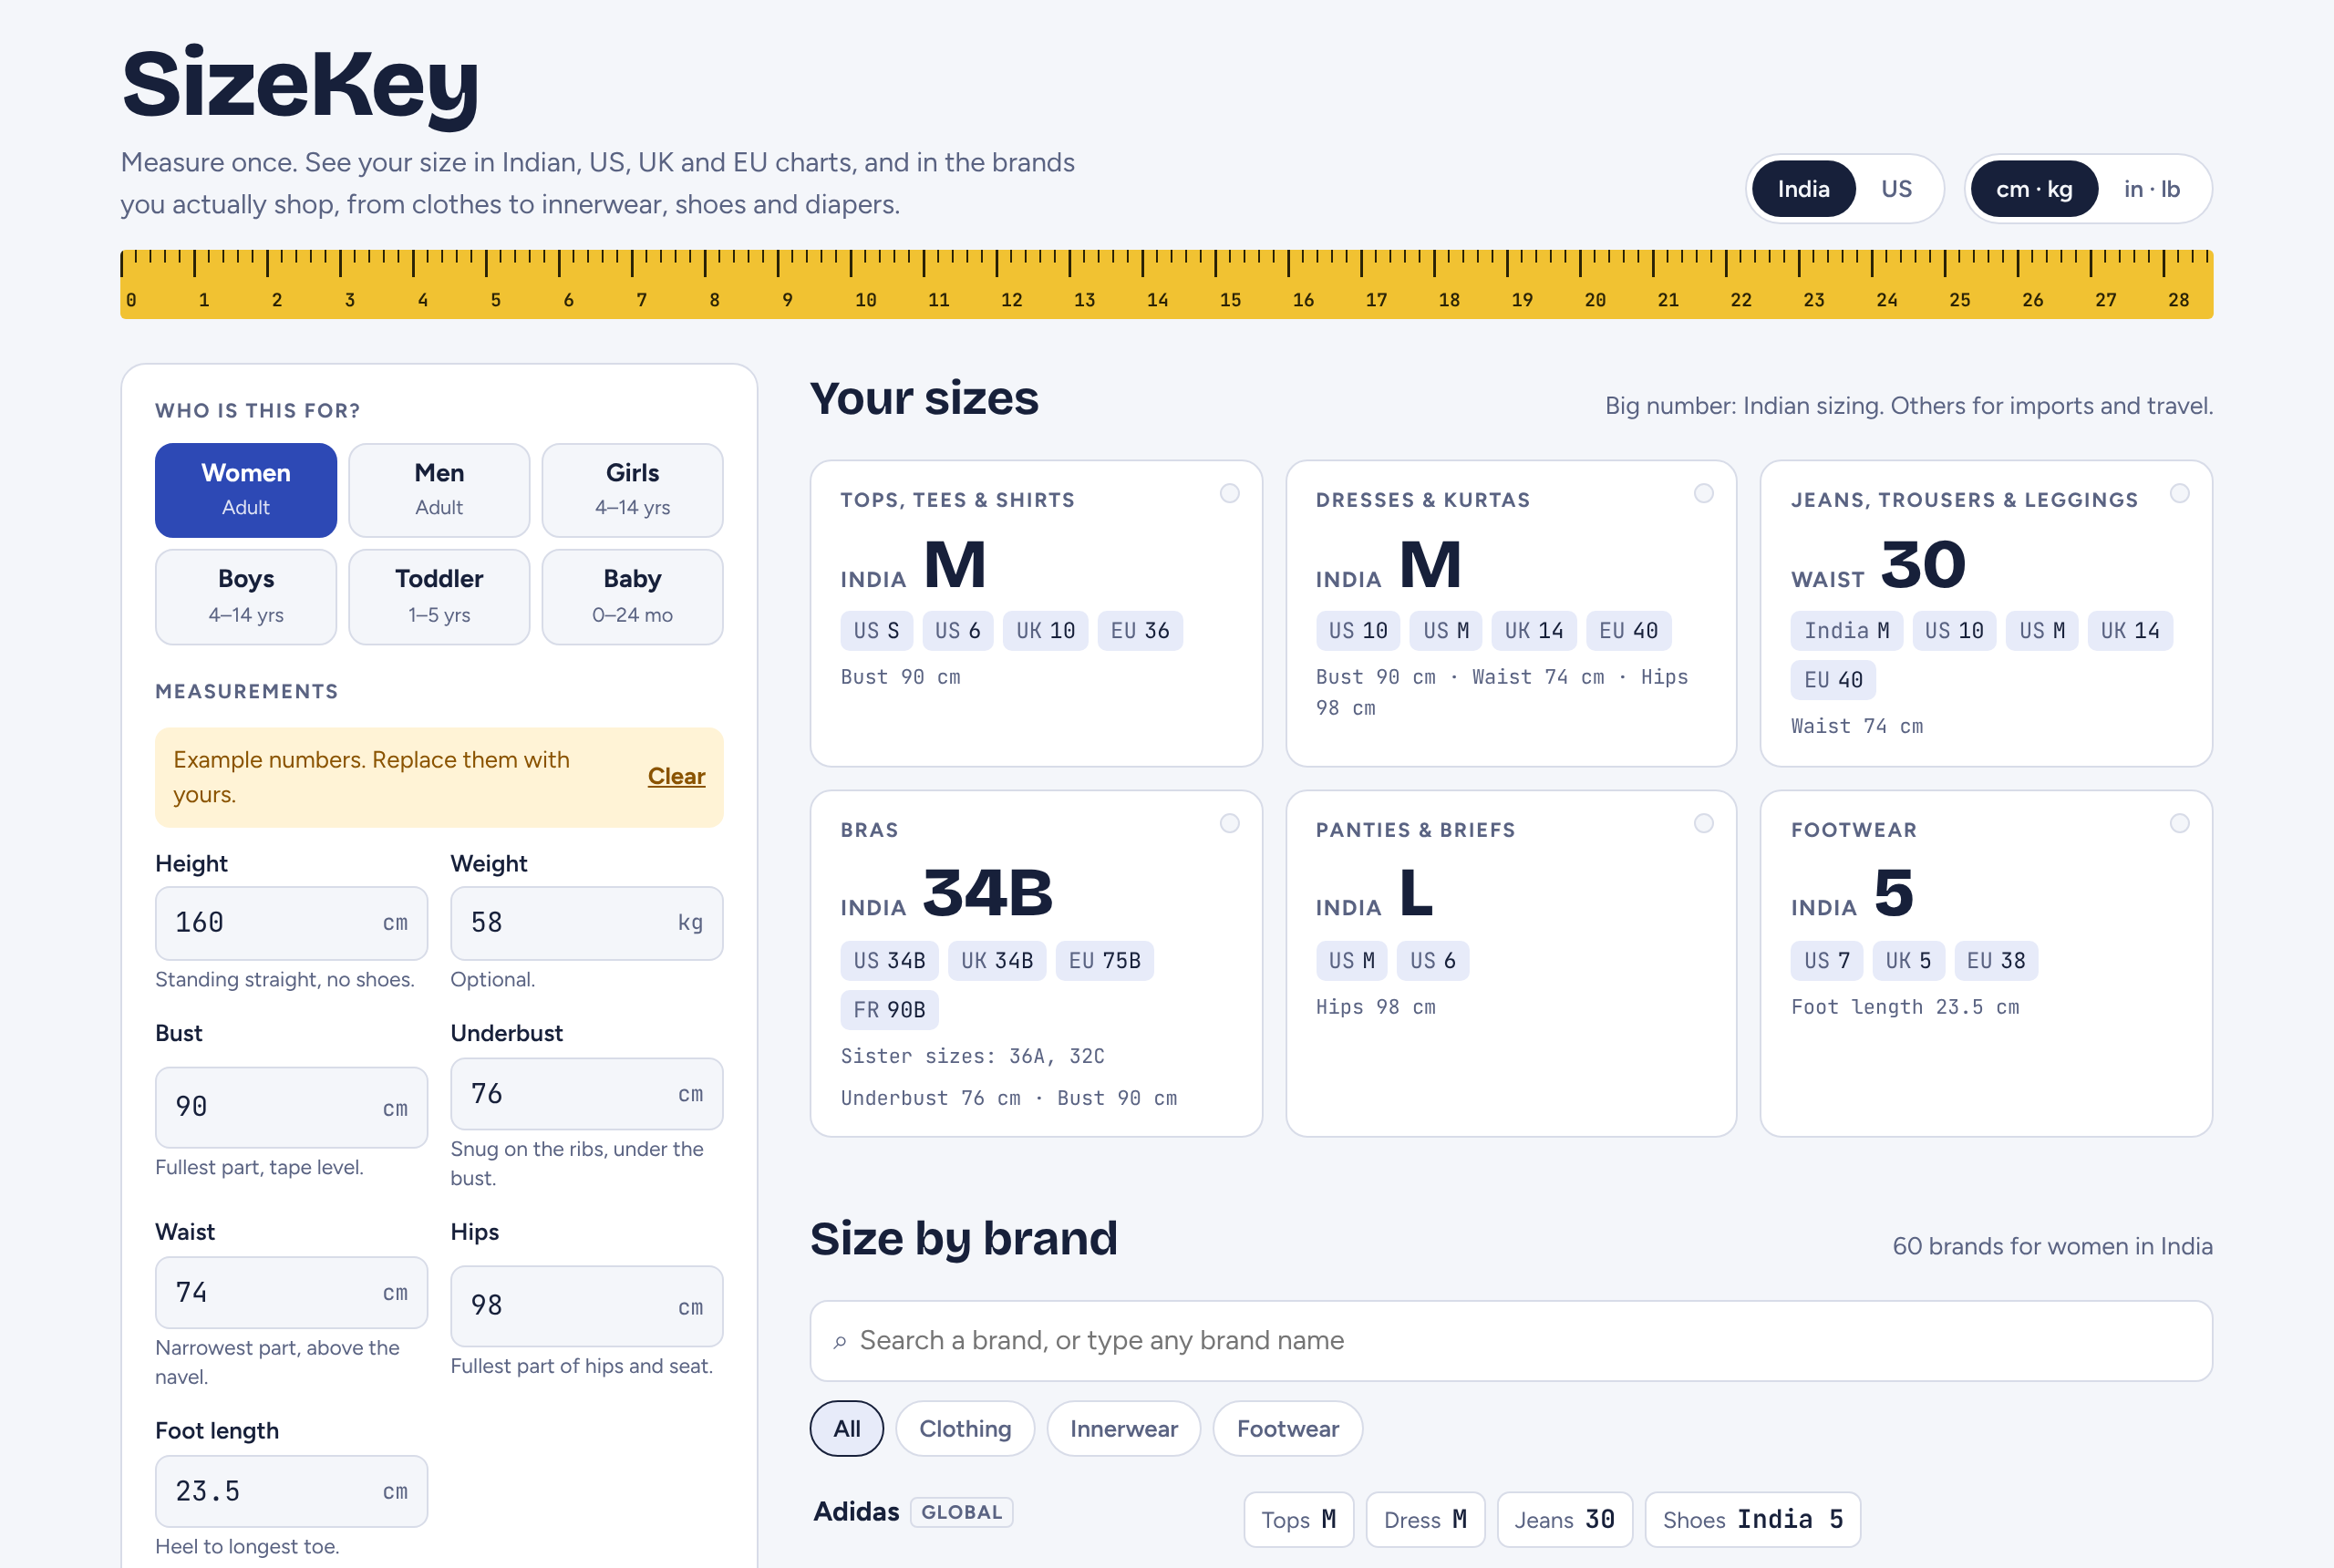 SizeKey
Measure once. See your size in Indian, US, UK and EU charts, and in the brands
you actually shop, from clothes to innerwear, shoes and diapers.
India US cm · kg in · lb
0 1 2 3 4 5 6 7 8 9 10 11 12 13 14 15 16 17 18 19 20 21 22 23 24 25 26 27 28
WHO IS THIS FOR?
Women
Adult
Men
Adult
Girls
4–14 yrs
Boys
4–14 yrs
Toddler
1–5 yrs
Baby
0–24 mo
MEASUREMENTS
Example numbers. Replace them with
yours.
Clear
Height
160 cm
Standing straight, no shoes.
Weight
58 kg
Optional.
Bust
90 cm
Fullest part, tape level.
Underbust
76 cm
Snug on the ribs, under the
bust.
Waist
74 cm
Narrowest part, above the
navel.
Hips
98 cm
Fullest part of hips and seat.
Foot length
23.5 cm
Heel to longest toe.
Your sizes
Big number: Indian sizing. Others for imports and travel.
TOPS, TEES & SHIRTS
INDIA M
US S US 6 UK 10 EU 36
Bust 90 cm
DRESSES & KURTAS
INDIA M
US 10 US M UK 14 EU 40
Bust 90 cm · Waist 74 cm · Hips
98 cm
JEANS, TROUSERS & LEGGINGS
WAIST 30
India M US 10 US M UK 14
EU 40
Waist 74 cm
BRAS
INDIA 34B
US 34B UK 34B EU 75B
FR 90B
Sister sizes: 36A, 32C
Underbust 76 cm · Bust 90 cm
PANTIES & BRIEFS
INDIA L
US M US 6
Hips 98 cm
FOOTWEAR
INDIA 5
US 7 UK 5 EU 38
Foot length 23.5 cm
Size by brand
60 brands for women in India
Search a brand, or type any brand name
All Clothing Innerwear Footwear
Adidas GLOBAL Tops M Dress M Jeans 30 Shoes India 5